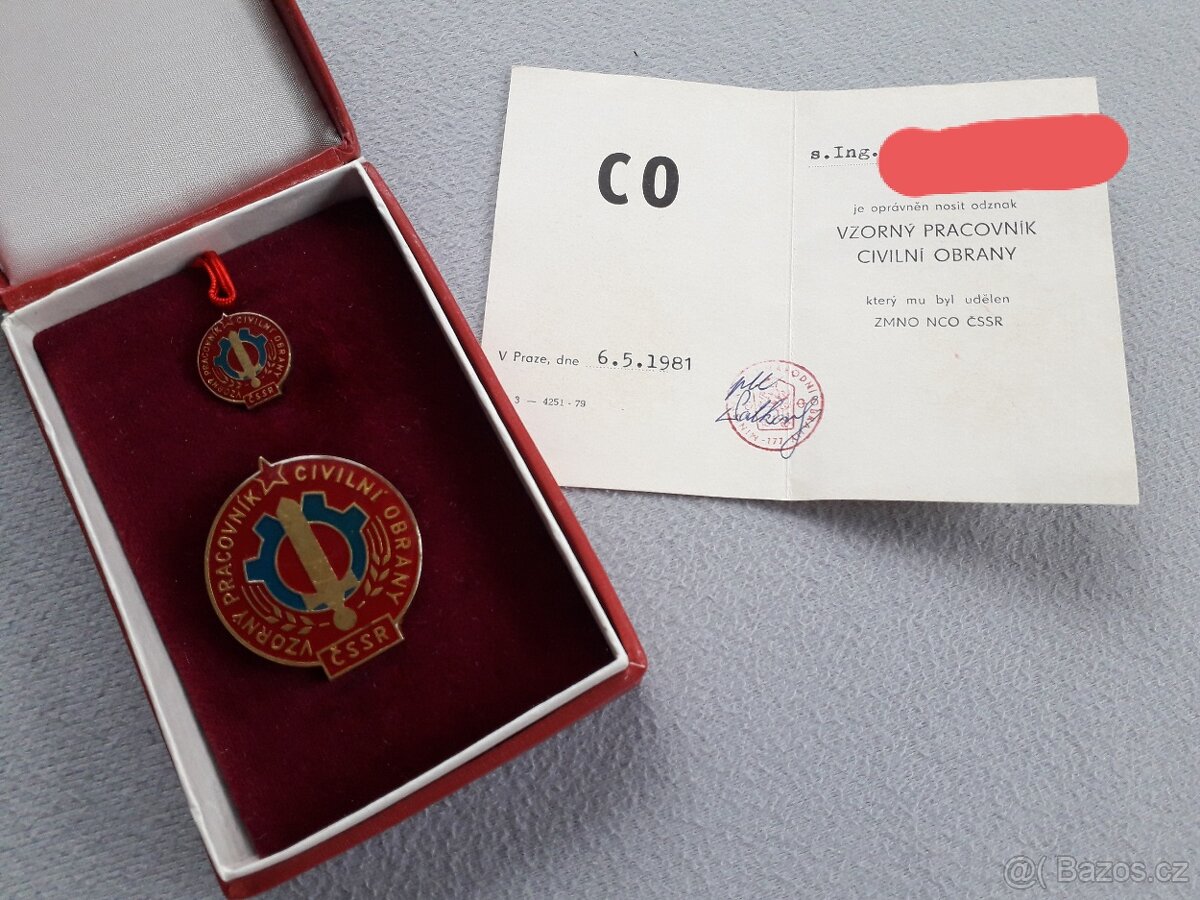 VZORNÝ PRACOVNÍK CIVILNÍ OBRANY
ČSSR
VZORNÝ PRACOVNÍK CIVILNÍ OBRANY
ČSSR
CO
V Praze, dne 6.5.1981
3 — 4251 - 79
s.Ing.
je oprávněn nosit odznak
VZORNÝ PRACOVNÍK
CIVILNÍ OBRANY
který mu byl udělen
ZMNO NCO ČSSR
@( Bazos.cz